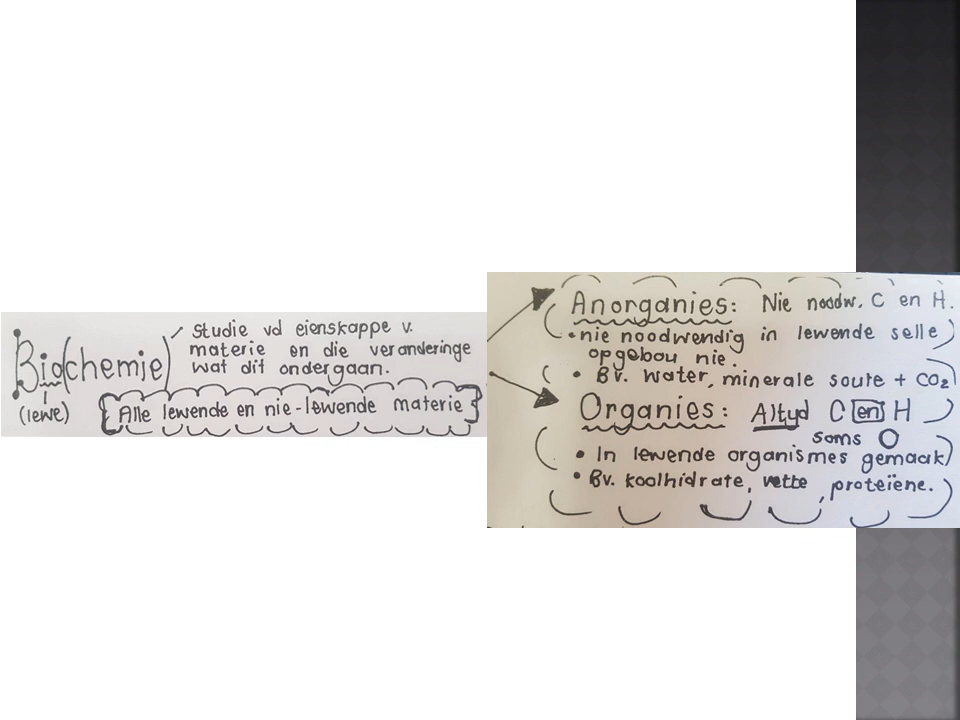 Bio(chemie)
(lewe)
Studie vd eienskappe v.
materie en die veranderinge
wat dit ondergaan.
Alle lewende en nie-lewende materie
Anorganies: Nie noodw. C en H.
• nie noodwendig in lewende selle
opgebou nie.
• Bv. water, minerale soute + CO₂
Organies: Altyd C en H
soms O
• In lewende organismes gemaak
• Bv. koolhidrate, vette, proteïene.